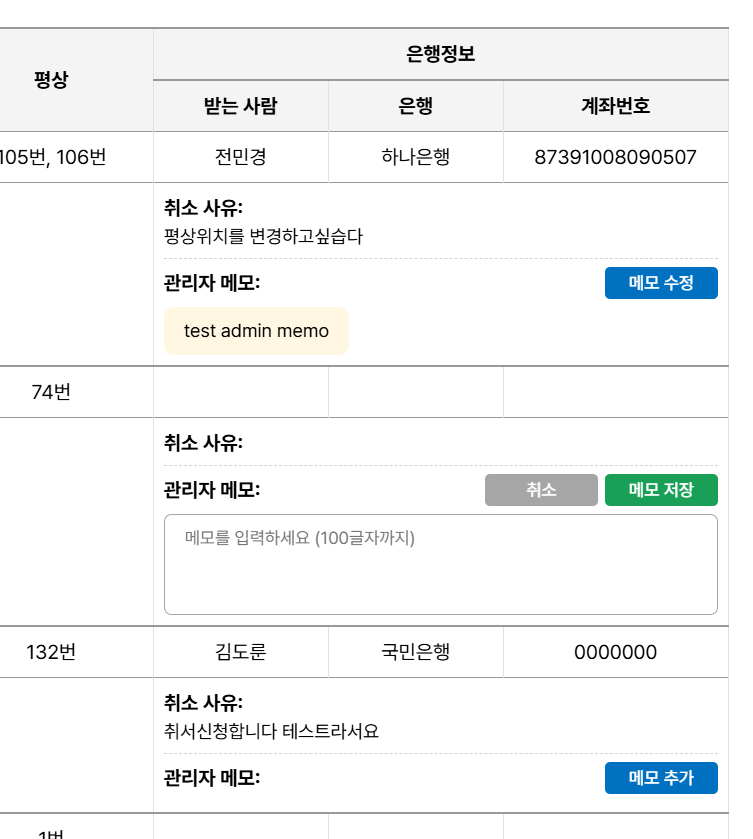 평상
은행정보
받는 사람
은행
계좌번호
105번, 106번
전민경
하나은행
87391008090507
취소 사유:
평상위치를 변경하고싶습다
관리자 메모:
메모 수정
test admin memo
74번
취소 사유:
관리자 메모:
취소
메모 저장
메모를 입력하세요 (100글자까지)
132번
김도룬
국민은행
0000000
취소 사유:
취서신청합니다 테스트라서요
관리자 메모:
메모 추가
1번